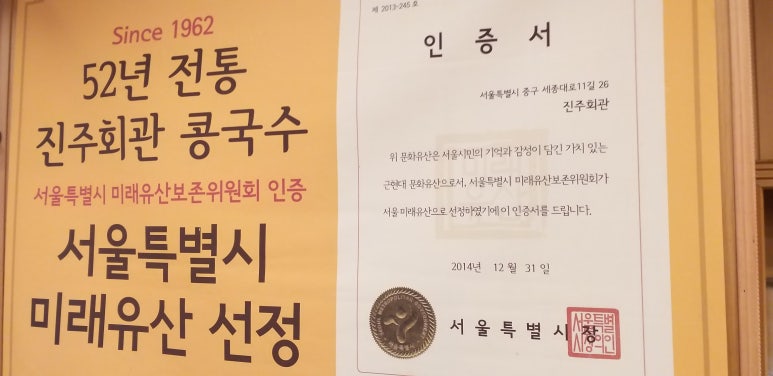 Since 1962
52년 전통
진주회관 콩국수
서울특별시 미래유산보존위원회 인증
서울특별시
미래유산 선정
제 2013-245 호
인 증 서
서울특별시 중구 세종대로11길 26
진주회관
위 문화유산은 서울시민의 기억과 감성이 담긴 가치 있는
근현대 문화유산으로서, 서울특별시 미래유산보존위원회가
서울 미래유산으로 선정하였기에 이 인증서를 드립니다.
2014년 12월 31일
서울특별시장
서울특별
시장의인